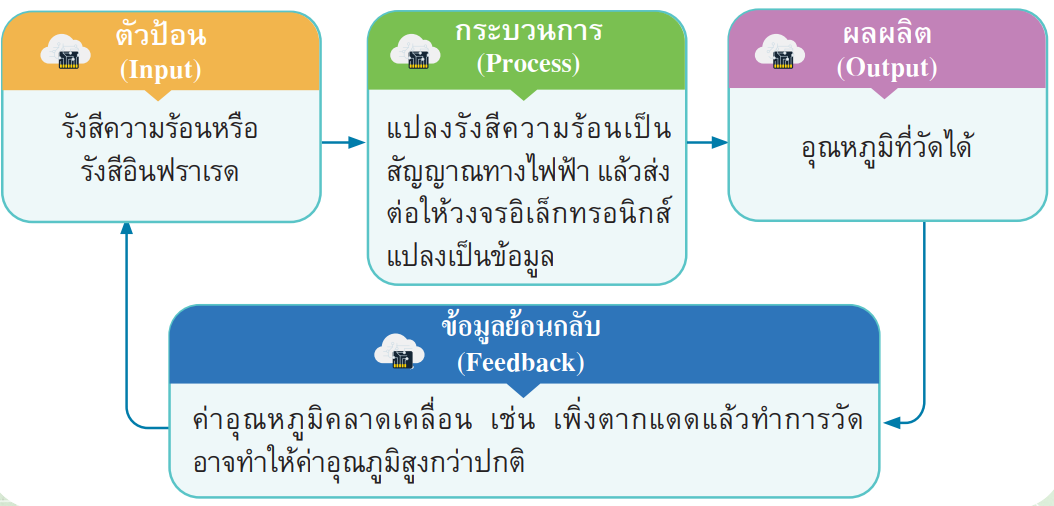 ตัวป้อน
(Input)
รังสีความร้อนหรือ
รังสีอินฟราเรด
กระบวนการ
(Process)
แปลงรังสีความร้อนเป็น
สัญญาณทางไฟฟ้า แล้วส่ง
ต่อให้วงจรอิเล็กทรอนิกส์
แปลงเป็นข้อมูล
ผลผลิต
(Output)
อุณหภูมิที่วัดได้
ข้อมูลย้อนกลับ
(Feedback)
ค่าอุณหภูมิคลาดเคลื่อน เช่น เพิ่งตากแดดแล้วทำการวัด
อาจทำให้ค่าอุณภูมิสูงกว่าปกติ